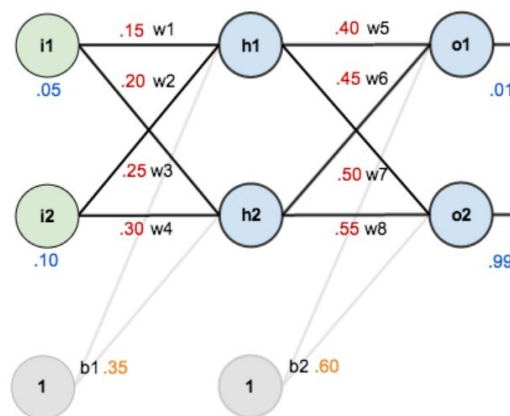 i1 .15 w1 h1 .40 w5 o1
.05 .20 w2 .45 w6 .01
.25 w3 .50 w7
i2 .30 w4 h2 .55 w8 o2
.10 .99
1 b1 .35 1 b2 .60